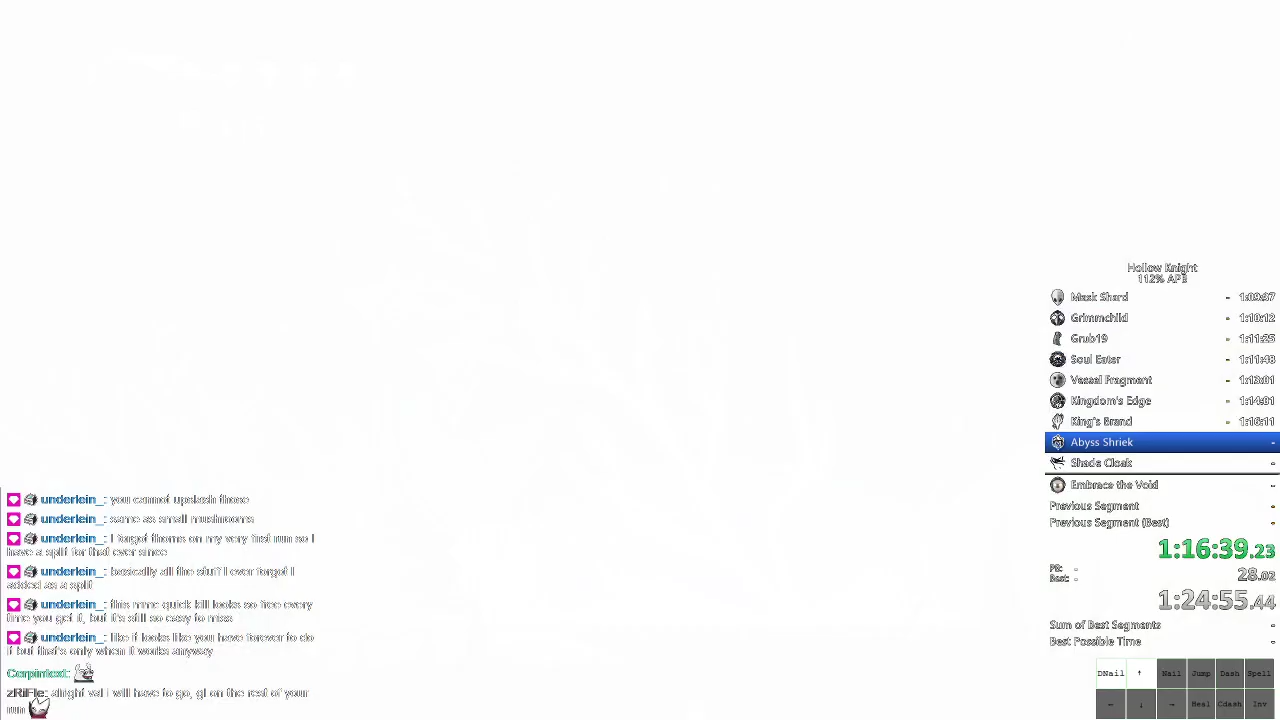 Hollow Knight
112% APB
Mask Shard - 1:09:37
Grimmchild - 1:10:12
Grub19 - 1:11:25
Soul Eater - 1:11:48
Vessel Fragment - 1:13:01
Kingdom's Edge - 1:14:01
King's Brand - 1:16:11
Abyss Shriek -
Shade Cloak -
Embrace the Void -
Previous Segment -
Previous Segment (Best) -
1:16:39.23
PB: - 28.02
Best: -
1:24:55.44
Sum of Best Segments -
Best Possible Time -
underlein_: you cannot upslash those
underlein_: same as small mushrooms
underlein_: I forgot thorns on my very first run so I
have a split for that ever since
underlein_: basically all the stuff I ever forgot I
added as a split
underlein_: this mmc quick kill looks so free every
time you get it, but it's still so easy to miss
underlein_: like it looks like you have forever to do
it but that's only when it works anyway
Corpintext:
zRiFle: alright val I will have to go, gl on the rest of your
run
DNail ↑ Nail Jump Dash Spell
← ↓ → Heal Cdash Inv